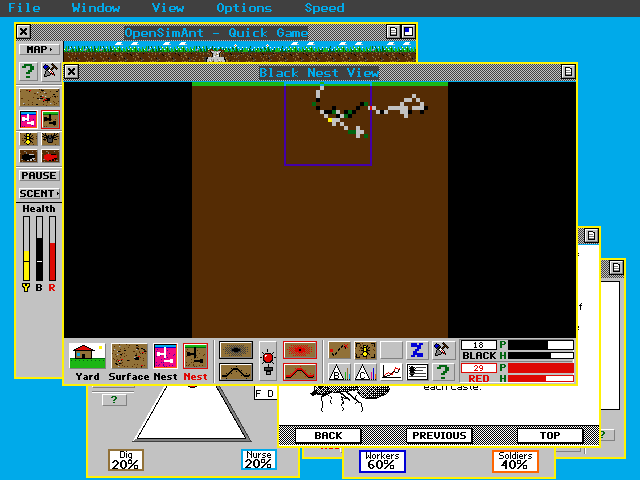 File Window View Options Speed
OpenSimAnt - Quick Game
MAP
?
Black Nest View
PAUSE
SCENT
Health
Y B R
Yard Surface Nest Nest
?
18 P
BLACK H
29 P
RED H
each caste.
?
F D
BACK PREVIOUS TOP
?
Dig
20%
Nurse
20%
Workers
60%
Soldiers
40%